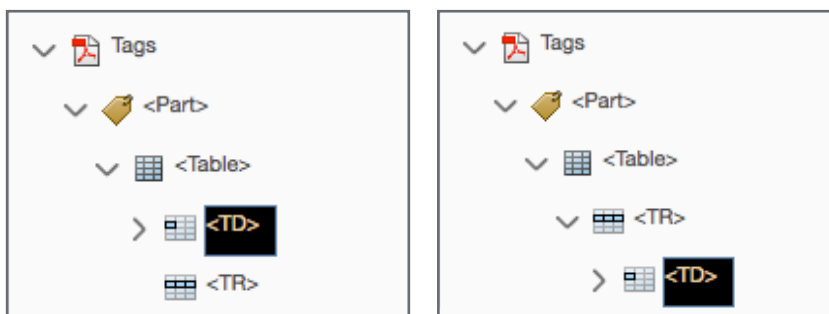 Tags
<Part>
<Table>
<TD>
<TR>
Tags
<Part>
<Table>
<TR>
<TD>